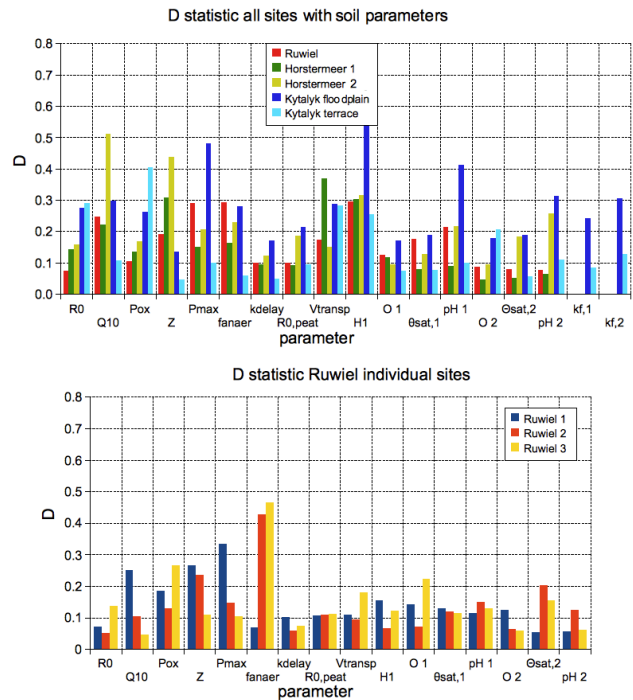 D statistic all sites with soil parameters
0.8
0.7
0.6
0.5
0.4
0.3
0.2
0.1
0.0
D
Ruwiel
Horstermeer 1
Horstermeer 2
Kytalyk floodplain
Kytalyk terrace
R0 Pox Pmax kdelay Vtransp O 1 pH 1 Θsat,2 kf,1
Q10 Z fanaer R0,peat H1 θsat,1 O 2 pH 2 kf,2
parameter
D statistic Ruwiel individual sites
0.8
0.7
0.6
0.5
0.4
0.3
0.2
0.1
0
D
Ruwiel 1
Ruwiel 2
Ruwiel 3
R0 Pox Pmax kdelay Vtransp O 1 pH 1 Θsat,2
Q10 Z fanaer R0,peat H1 θsat,1 O 2 pH 2
parameter